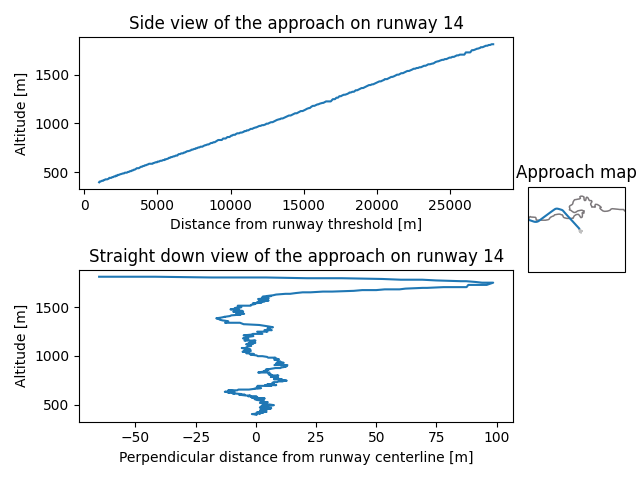 Side view of the approach on runway 14
Altitude [m]
1500
1000
500
0 5000 10000 15000 20000 25000
Distance from runway threshold [m]
Approach map
Straight down view of the approach on runway 14
Altitude [m]
1500
1000
500
−50 −25 0 25 50 75 100
Perpendicular distance from runway centerline [m]